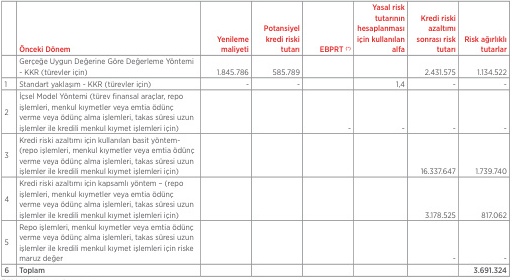 Önceki Dönem
Yenileme
maliyeti
Potansiyel
kredi riski
tutarı
EBPRT (*)
Yasal risk
tutarının
hesaplanması
için kullanılan
alfa
Kredi riski
azaltımı
sonrası risk
tutarı
Risk ağırlıklı
tutarlar
Gerçeğe Uygun Değerine Göre Değerleme Yöntemi
- KKR (türevler için) 1.845.786 585.789 2.431.575 1.134.522
1 Standart yaklaşım - KKR (türevler için) - - 1,4 - -
2 İçsel Model Yöntemi (türev finansal araçlar, repo
işlemleri, menkul kıymetler veya emtia ödünç
verme veya ödünç alma işlemleri, takas süresi uzun
işlemler ile kredili menkul kıymet işlemleri için) - - - -
3 Kredi riski azaltımı için kullanılan basit yöntem-
(repo işlemleri, menkul kıymetler veya emtia ödünç
verme veya ödünç alma işlemleri, takas süresi uzun
işlemler ile kredili menkul kıymet işlemleri için) 16.337.647 1.739.740
4 Kredi riski azaltımı için kapsamlı yöntem – (repo
işlemleri, menkul kıymetler veya emtia ödünç
verme veya ödünç alma işlemleri, takas süresi uzun
işlemler ile kredili menkul kıymet işlemleri için) 3.178.525 817.062
5 Repo işlemleri, menkul kıymetler veya emtia ödünç
verme veya ödünç alma işlemleri, takas süresi uzun
işlemler ile kredili menkul kıymet işlemleri için riske
maruz değer - -
6 Toplam 3.691.324